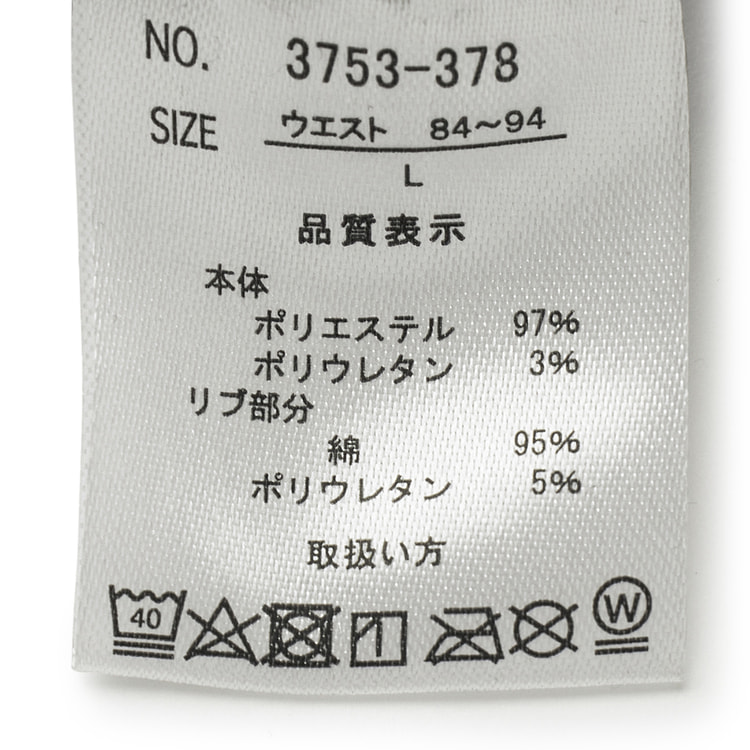 NO. 3753-378
SIZE ウエスト 84～94
L
品質表示
本体
ポリエステル 97%
ポリウレタン 3%
リブ部分
綿 95%
ポリウレタン 5%
取扱い方
40 W